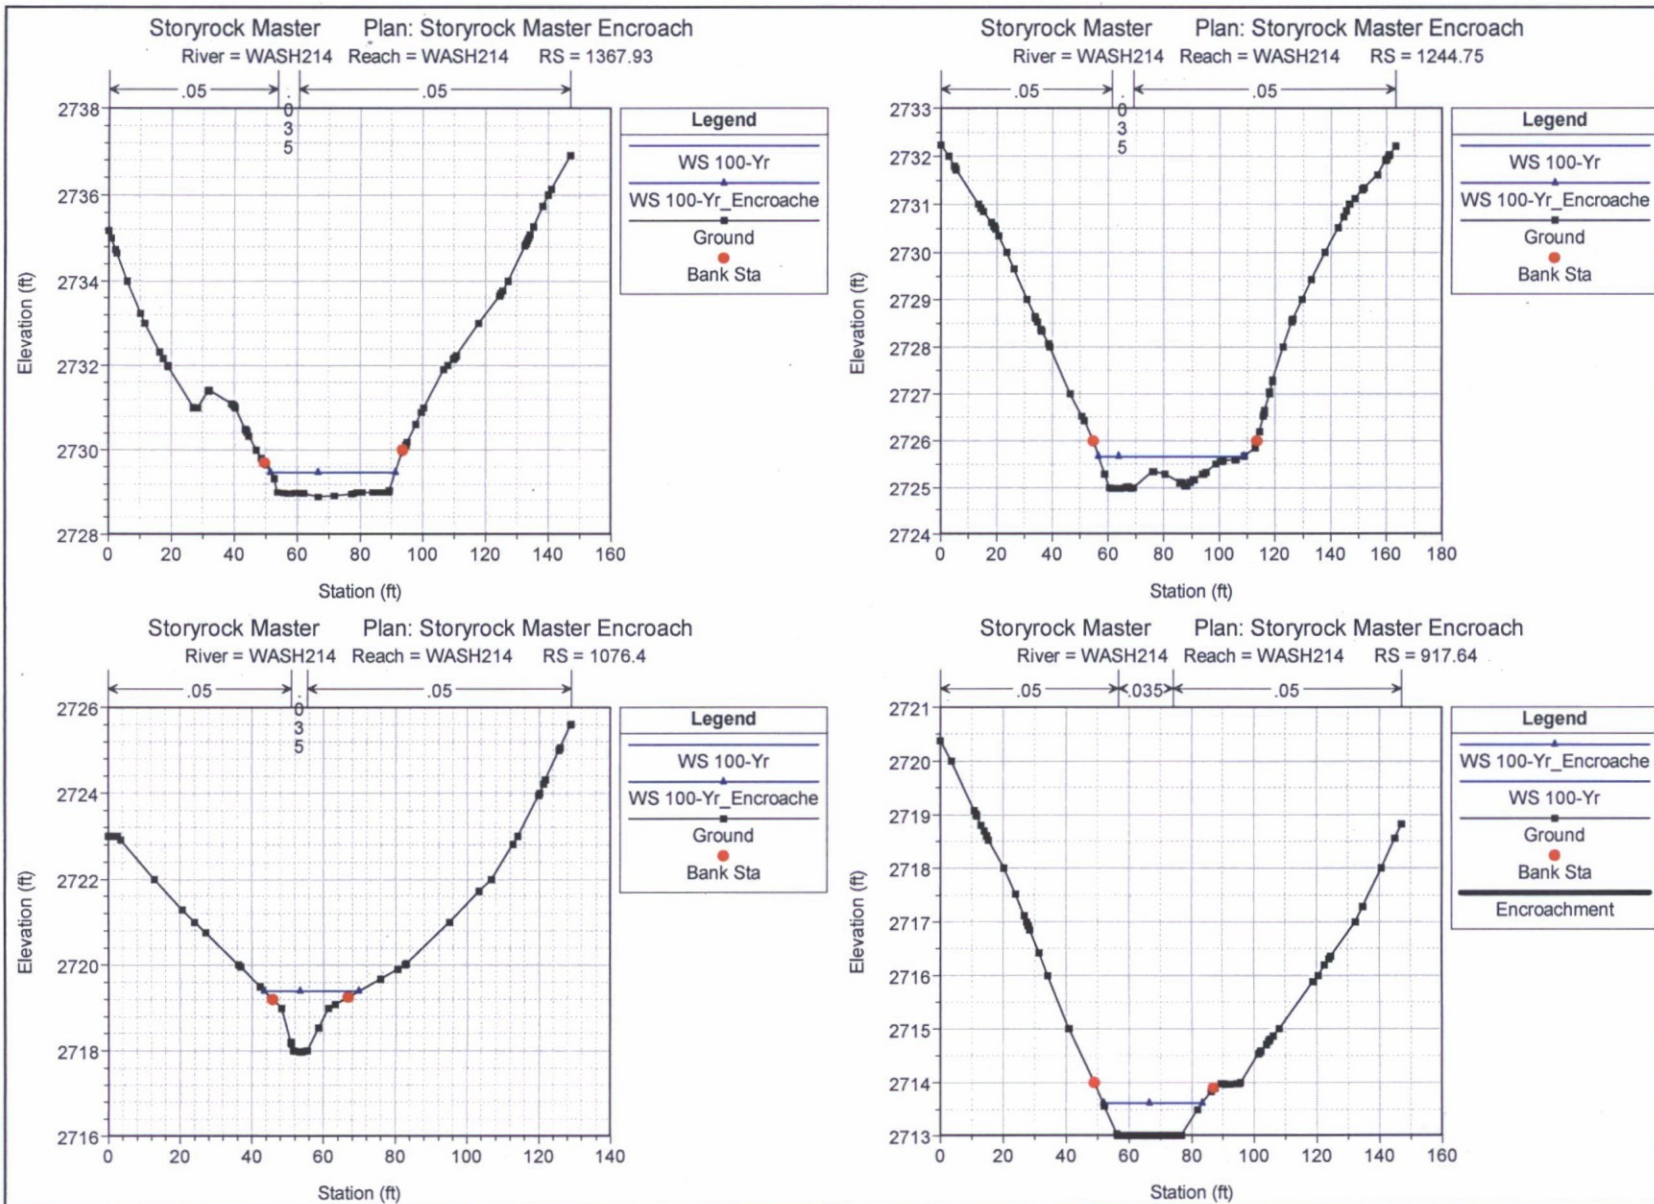 Storyrock Master Plan: Storyrock Master Encroach
River = WASH214 Reach = WASH214 RS = 1367.93
.05
.035
.05
2738
2736
2734
2732
2730
2728
Elevation (ft)
0 20 40 60 80 100 120 140 160
Station (ft)
Legend
WS 100-Yr
WS 100-Yr_Encroache
Ground
Bank Sta
Storyrock Master Plan: Storyrock Master Encroach
River = WASH214 Reach = WASH214 RS = 1244.75
.05
.035
.05
2733
2732
2731
2730
2729
2728
2727
2726
2725
2724
Elevation (ft)
0 20 40 60 80 100 120 140 160 180
Station (ft)
Legend
WS 100-Yr
WS 100-Yr_Encroache
Ground
Bank Sta
Storyrock Master Plan: Storyrock Master Encroach
River = WASH214 Reach = WASH214 RS = 1076.4
.05
.035
.05
2726
2724
2722
2720
2718
2716
Elevation (ft)
0 20 40 60 80 100 120 140
Station (ft)
Legend
WS 100-Yr
WS 100-Yr_Encroache
Ground
Bank Sta
Storyrock Master Plan: Storyrock Master Encroach
River = WASH214 Reach = WASH214 RS = 917.64
.05 .035 .05
2721
2720
2719
2718
2717
2716
2715
2714
2713
Elevation (ft)
0 20 40 60 80 100 120 140 160
Station (ft)
Legend
WS 100-Yr_Encroache
WS 100-Yr
Ground
Bank Sta
Encroachment